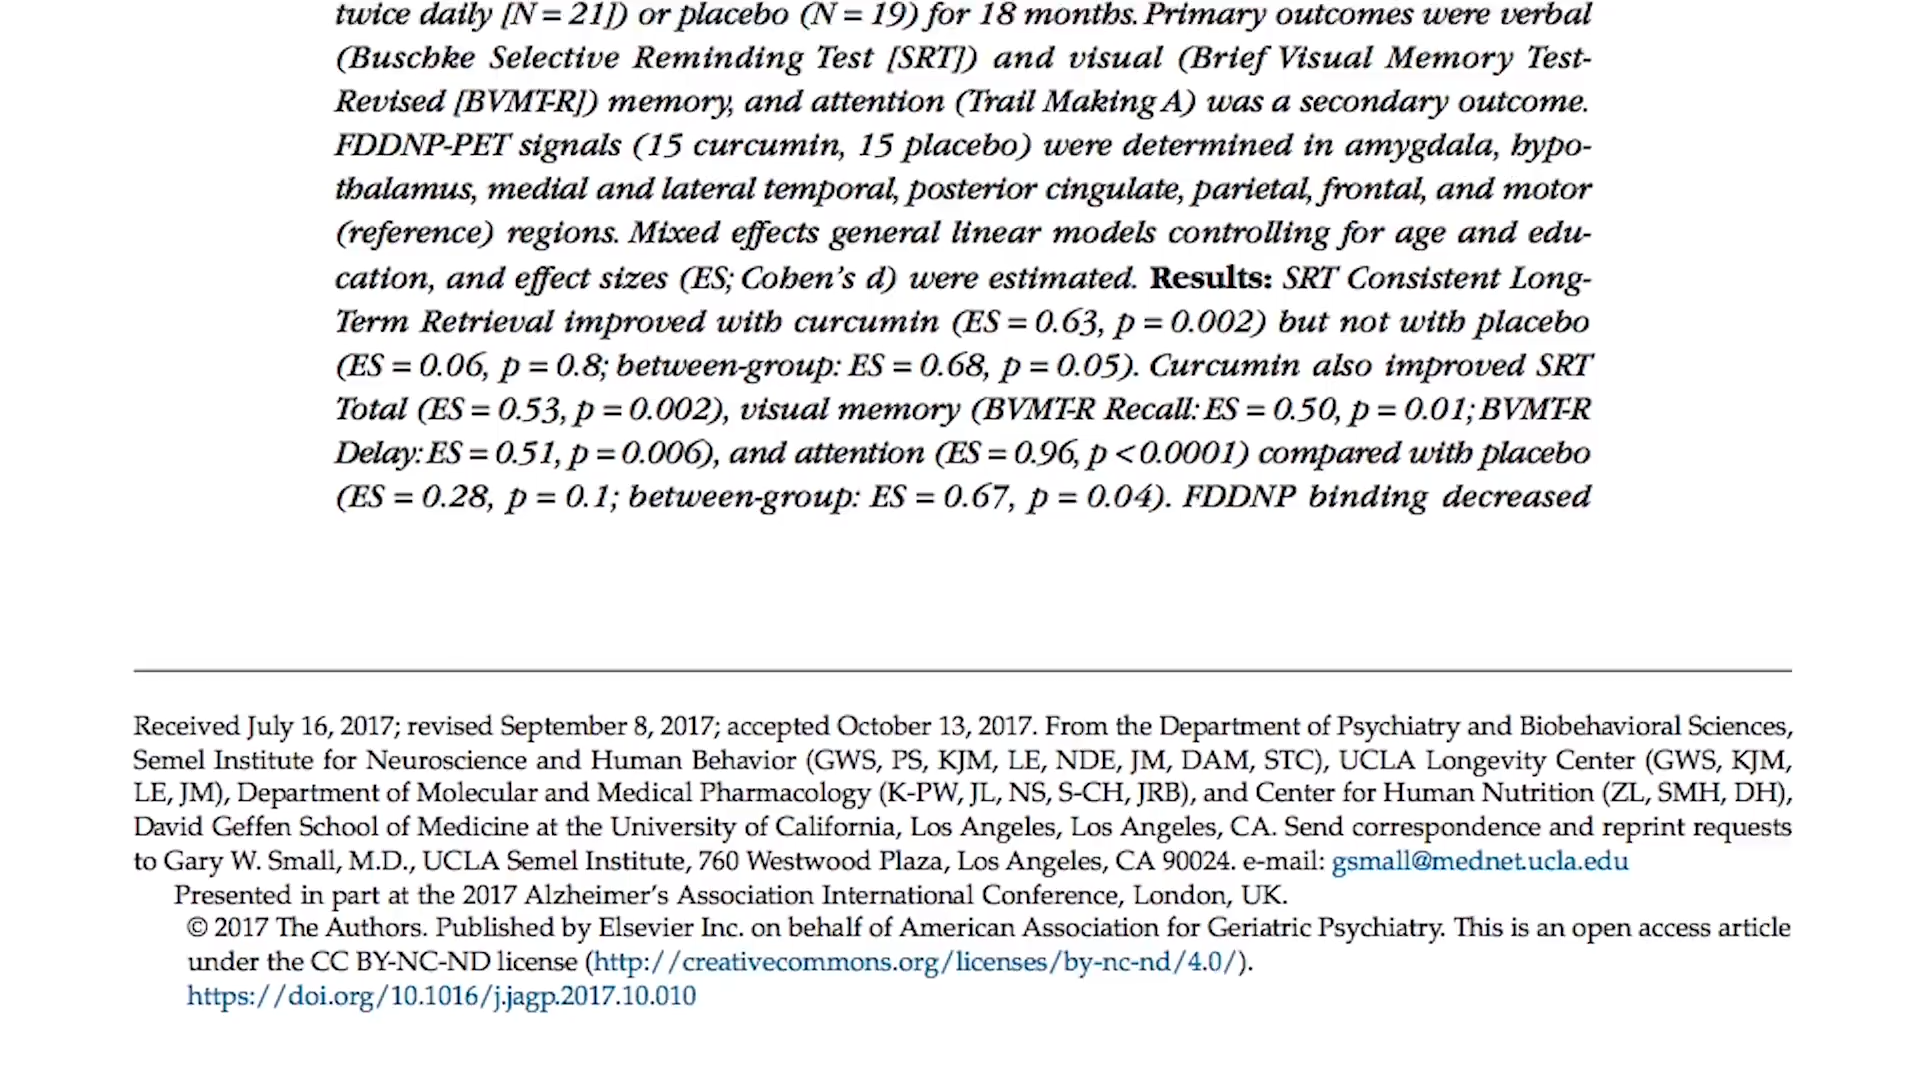 twice daily [N = 21]) or placebo (N = 19) for 18 months. Primary outcomes were verbal
(Buschke Selective Reminding Test [SRT]) and visual (Brief Visual Memory Test-
Revised [BVMT-R]) memory, and attention (Trail Making A) was a secondary outcome.
FDDNP-PET signals (15 curcumin, 15 placebo) were determined in amygdala, hypo-
thalamus, medial and lateral temporal, posterior cingulate, parietal, frontal, and motor
(reference) regions. Mixed effects general linear models controlling for age and edu-
cation, and effect sizes (ES; Cohen's d) were estimated. Results: SRT Consistent Long-
Term Retrieval improved with curcumin (ES = 0.63, p = 0.002) but not with placebo
(ES = 0.06, p = 0.8; between-group: ES = 0.68, p = 0.05). Curcumin also improved SRT
Total (ES = 0.53, p = 0.002), visual memory (BVMT-R Recall: ES = 0.50, p = 0.01; BVMT-R
Delay: ES = 0.51, p = 0.006), and attention (ES = 0.96, p < 0.0001) compared with placebo
(ES = 0.28, p = 0.1; between-group: ES = 0.67, p = 0.04). FDDNP binding decreased
Received July 16, 2017; revised September 8, 2017; accepted October 13, 2017. From the Department of Psychiatry and Biobehavioral Sciences,
Semel Institute for Neuroscience and Human Behavior (GWS, PS, KJM, LE, NDE, JM, DAM, STC), UCLA Longevity Center (GWS, KJM,
LE, JM), Department of Molecular and Medical Pharmacology (K-PW, JL, NS, S-CH, JRB), and Center for Human Nutrition (ZL, SMH, DH),
David Geffen School of Medicine at the University of California, Los Angeles, Los Angeles, CA. Send correspondence and reprint requests
to Gary W. Small, M.D., UCLA Semel Institute, 760 Westwood Plaza, Los Angeles, CA 90024. e-mail: gsmall@mednet.ucla.edu
Presented in part at the 2017 Alzheimer's Association International Conference, London, UK.
© 2017 The Authors. Published by Elsevier Inc. on behalf of American Association for Geriatric Psychiatry. This is an open access article
under the CC BY-NC-ND license (http://creativecommons.org/licenses/by-nc-nd/4.0/).
https://doi.org/10.1016/j.jagp.2017.10.010